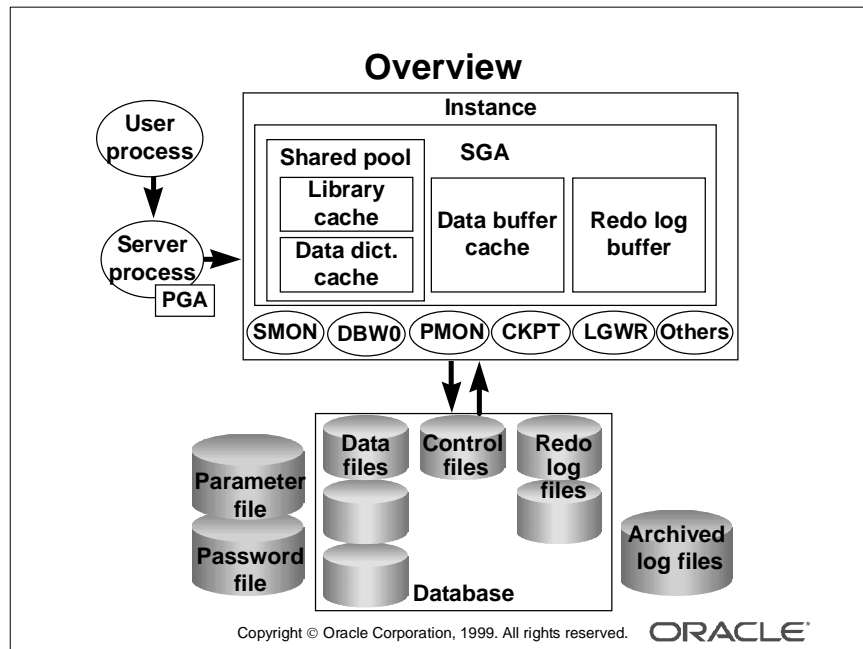 Overview
Instance
User
process
SGA
Shared pool
Library
cache
Data dict.
cache
Data buffer
cache
Redo log
buffer
Server
process
PGA
SMON
DBW0
PMON
CKPT
LGWR
Others
Data
files
Control
files
Redo
log
files
Parameter
file
Password
file
Archived
log files
Database
Copyright © Oracle Corporation, 1999. All rights reserved.
ORACLE®